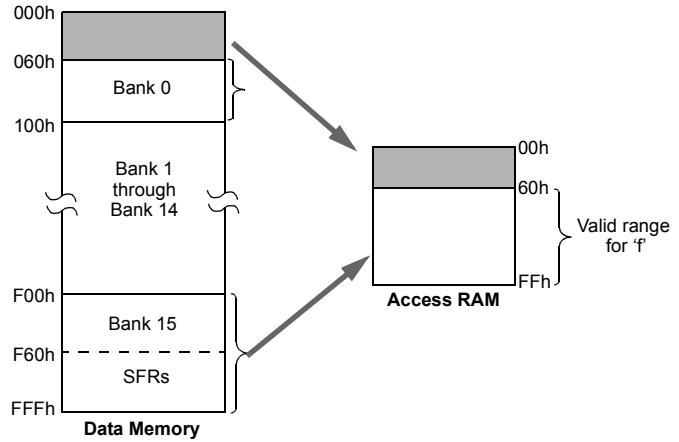 000h
060h
Bank 0
100h
Bank 1
through
Bank 14
F00h
Bank 15
F60h
SFRs
FFFh
Data Memory
00h
60h
Valid range
for ‘f’
FFh
Access RAM